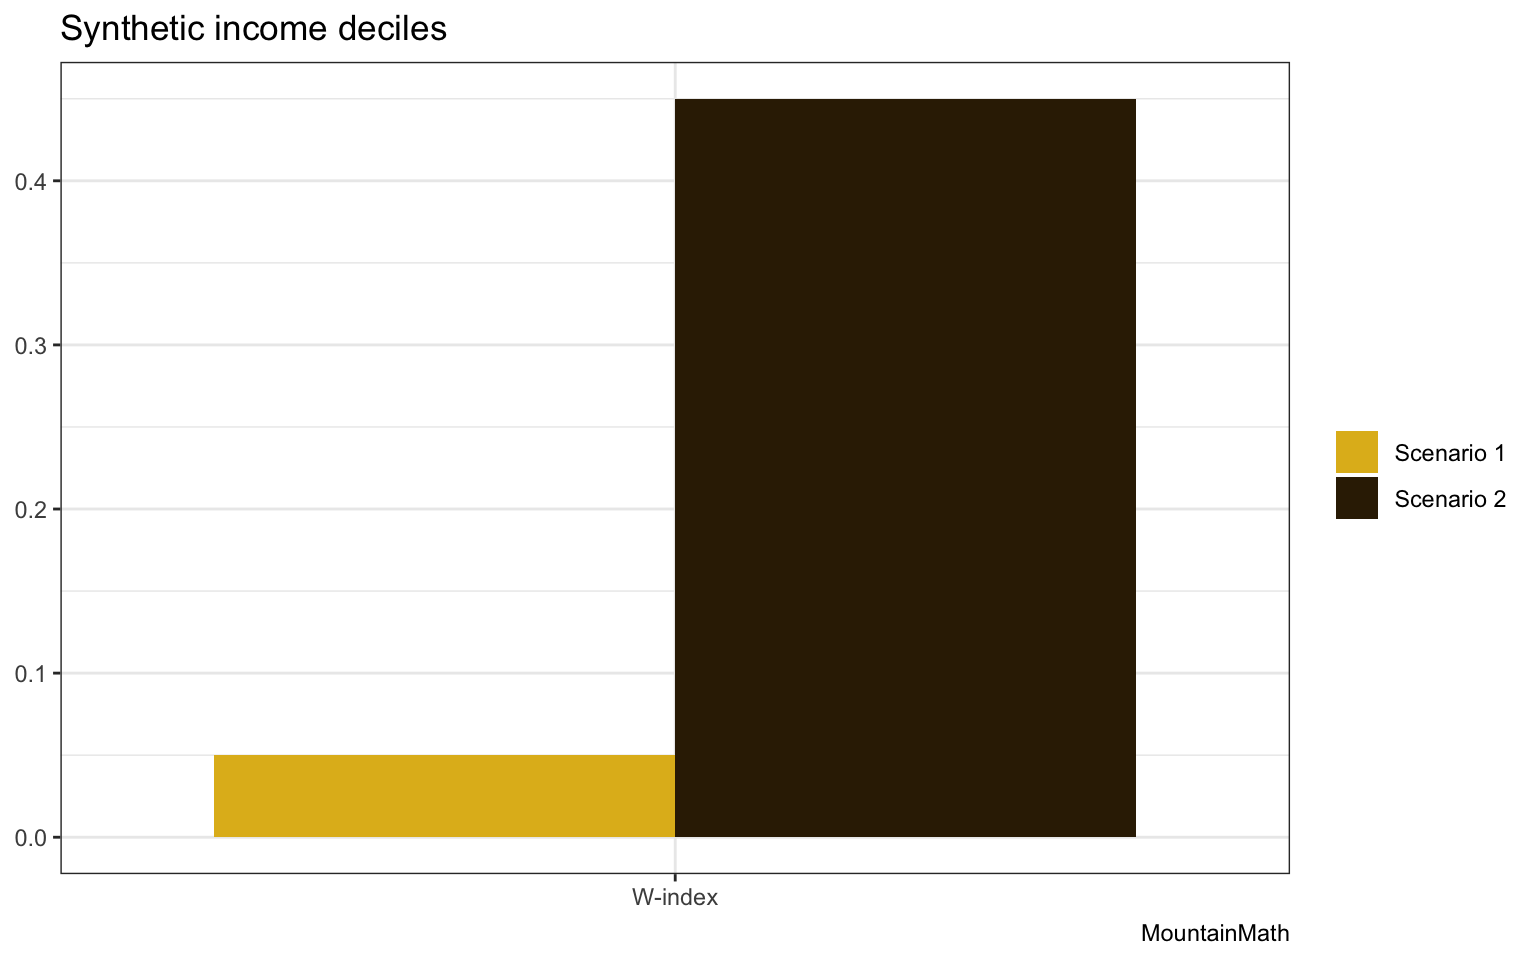 Synthetic income deciles
0.4
0.3
0.2
0.1
0.0
W-index
Scenario 1
Scenario 2
MountainMath